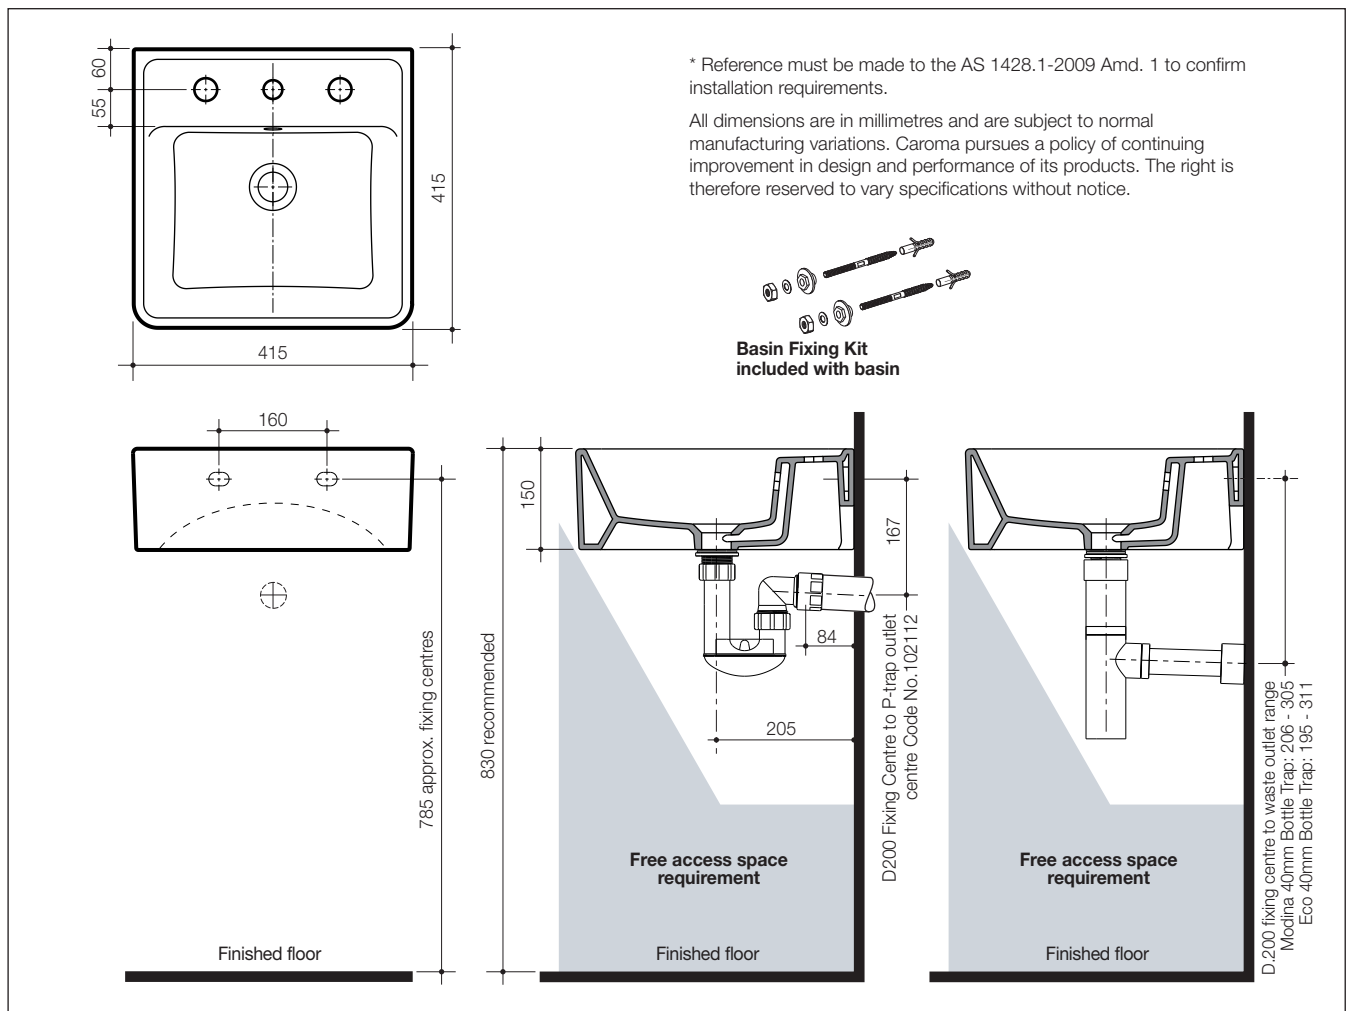 * Reference must be made to the AS 1428.1-2009 Amd. 1 to confirm
installation requirements.
All dimensions are in millimetres and are subject to normal
manufacturing variations. Caroma pursues a policy of continuing
improvement in design and performance of its products. The right is
therefore reserved to vary specifications without notice.
60
55
415
415
Basin Fixing Kit
included with basin
160
785 approx. fixing centres
Finished floor
830 recommended
150
167
84
205
D200 Fixing Centre to P-trap outlet
centre Code No.102112
Free access space
requirement
Finished floor
Free access space
requirement
Finished floor
D.200 fixing centre to waste outlet range
Modina 40mm Bottle Trap: 206 - 305
Eco 40mm Bottle Trap: 195 - 311